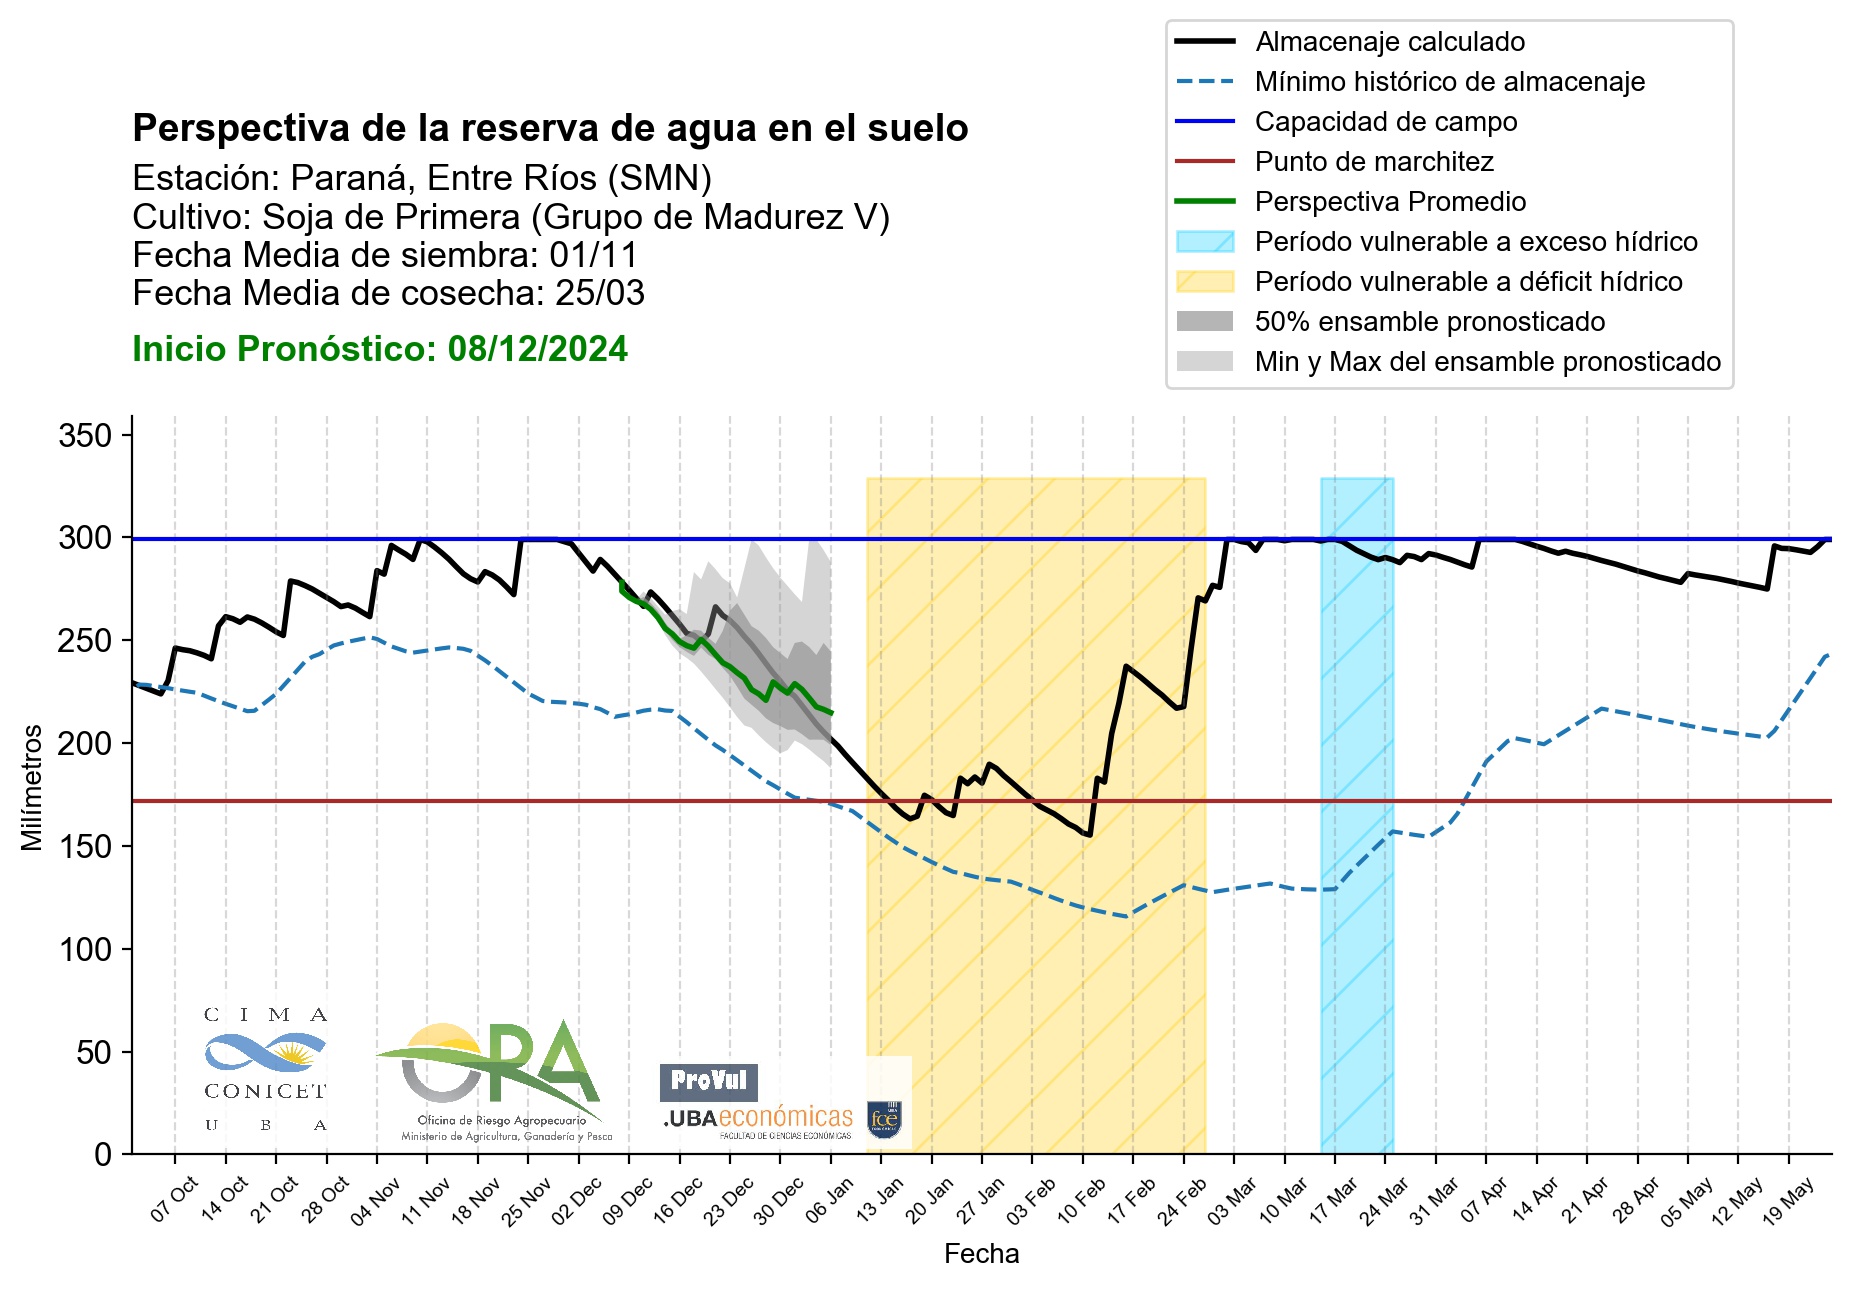 Almacenaje calculado
Mínimo histórico de almacenaje
Capacidad de campo
Punto de marchitez
Perspectiva Promedio
Período vulnerable a exceso hídrico
Período vulnerable a déficit hídrico
50% ensamble pronosticado
Min y Max del ensamble pronosticado
Perspectiva de la reserva de agua en el suelo
Estación: Paraná, Entre Ríos (SMN)
Cultivo: Soja de Primera (Grupo de Madurez V)
Fecha Media de siembra: 01/11
Fecha Media de cosecha: 25/03
Inicio Pronóstico: 08/12/2024
350
300
250
200
150
100
50
0
Milímetros
CIMA
CONICET
UBA
OPA
Oficina de Riesgo Agropecuario
Ministerio de Agricultura, Ganadería y Pesca
ProVul
.UBAeconómicas
FACULTAD DE CIENCIAS ECONÓMICAS
UBA
fce
07 Oct
14 Oct
21 Oct
28 Oct
04 Nov
11 Nov
18 Nov
25 Nov
02 Dec
09 Dec
16 Dec
23 Dec
30 Dec
06 Jan
13 Jan
20 Jan
27 Jan
03 Feb
10 Feb
17 Feb
24 Feb
03 Mar
10 Mar
17 Mar
24 Mar
31 Mar
07 Apr
14 Apr
21 Apr
28 Apr
05 May
12 May
19 May
Fecha